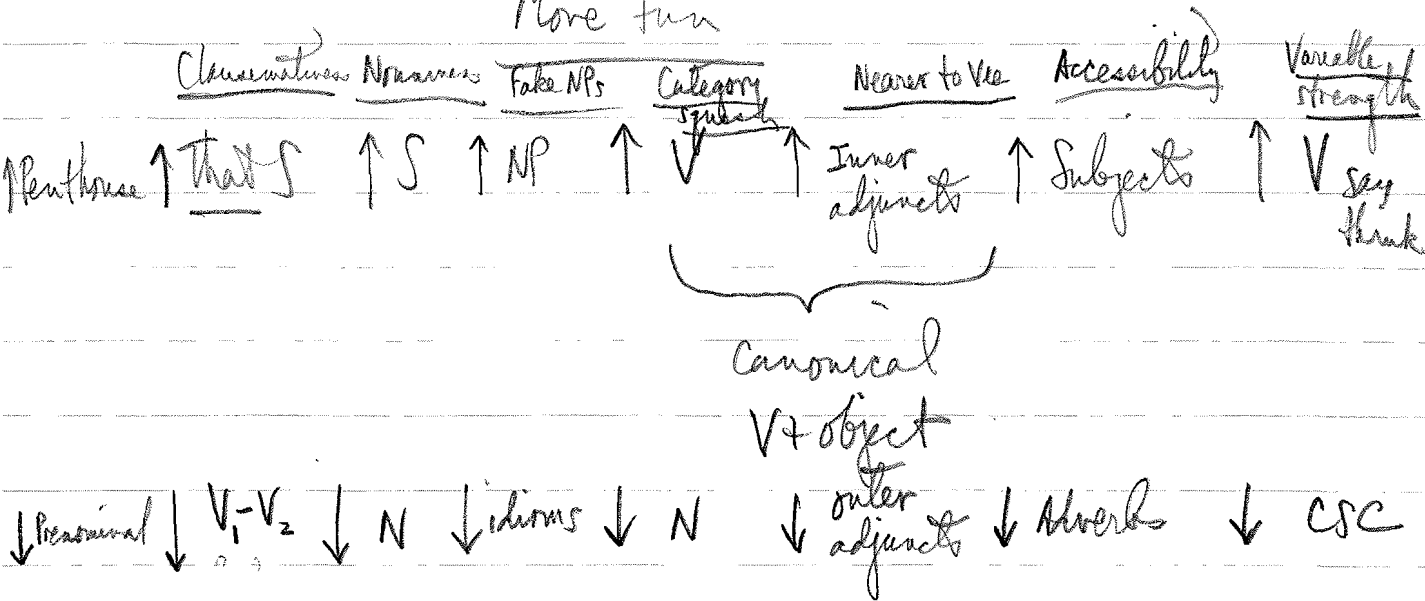 More fun
Clausematiness Nouniness Fake NPs Category squash Nearer to Vee Accessibility Variable strength
↑ Penthouse ↑ that S ↑ S ↑ NP ↑ V ↑ Inner adjuncts ↑ Subjects ↑ V say think
Canonical
V + object
↓ Prenominal ↓ V₁-V₂ ↓ N ↓ idioms ↓ N ↓ outer adjuncts ↓ Adverbs ↓ CSC